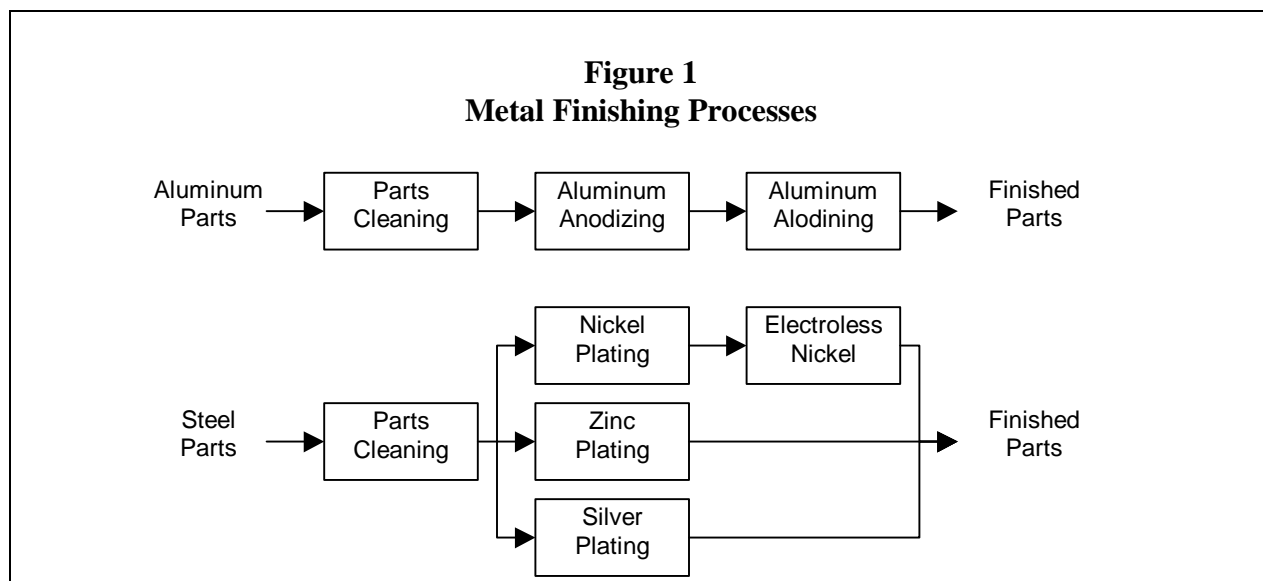 Figure 1
Metal Finishing Processes
Aluminum
Parts
Parts
Cleaning
Aluminum
Anodizing
Aluminum
Alodining
Finished
Parts
Steel
Parts
Parts
Cleaning
Nickel
Plating
Electroless
Nickel
Zinc
Plating
Silver
Plating
Finished
Parts